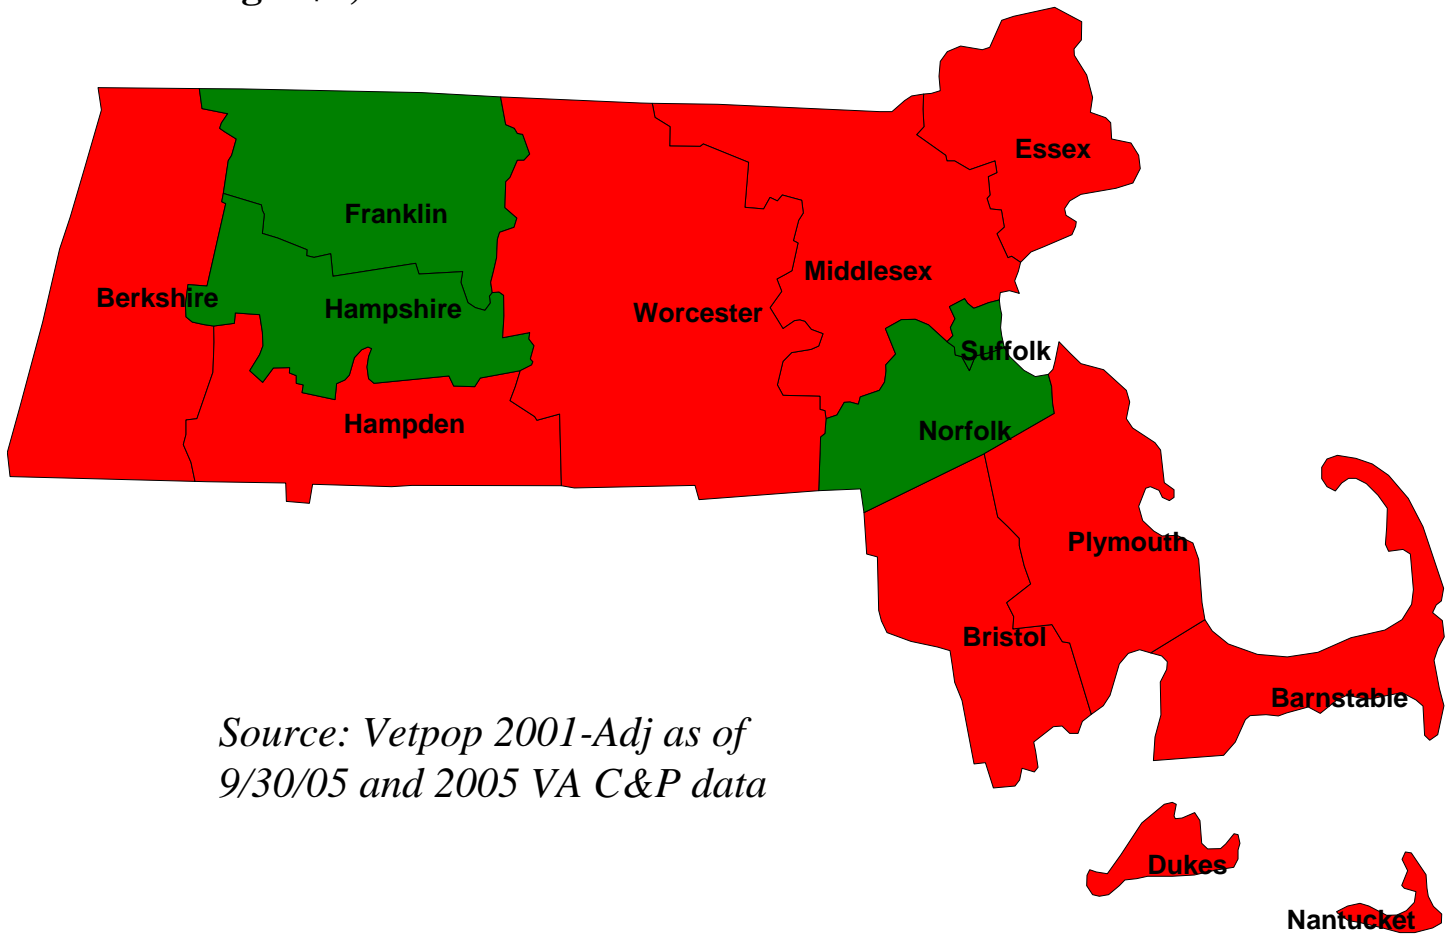 Essex
Franklin
Middlesex
Berkshire
Hampshire
Worcester
Suffolk
Hampden
Norfolk
Plymouth
Bristol
Barnstable
Source: Vetpop 2001-Adj as of
9/30/05 and 2005 VA C&P data
Dukes
Nantucket